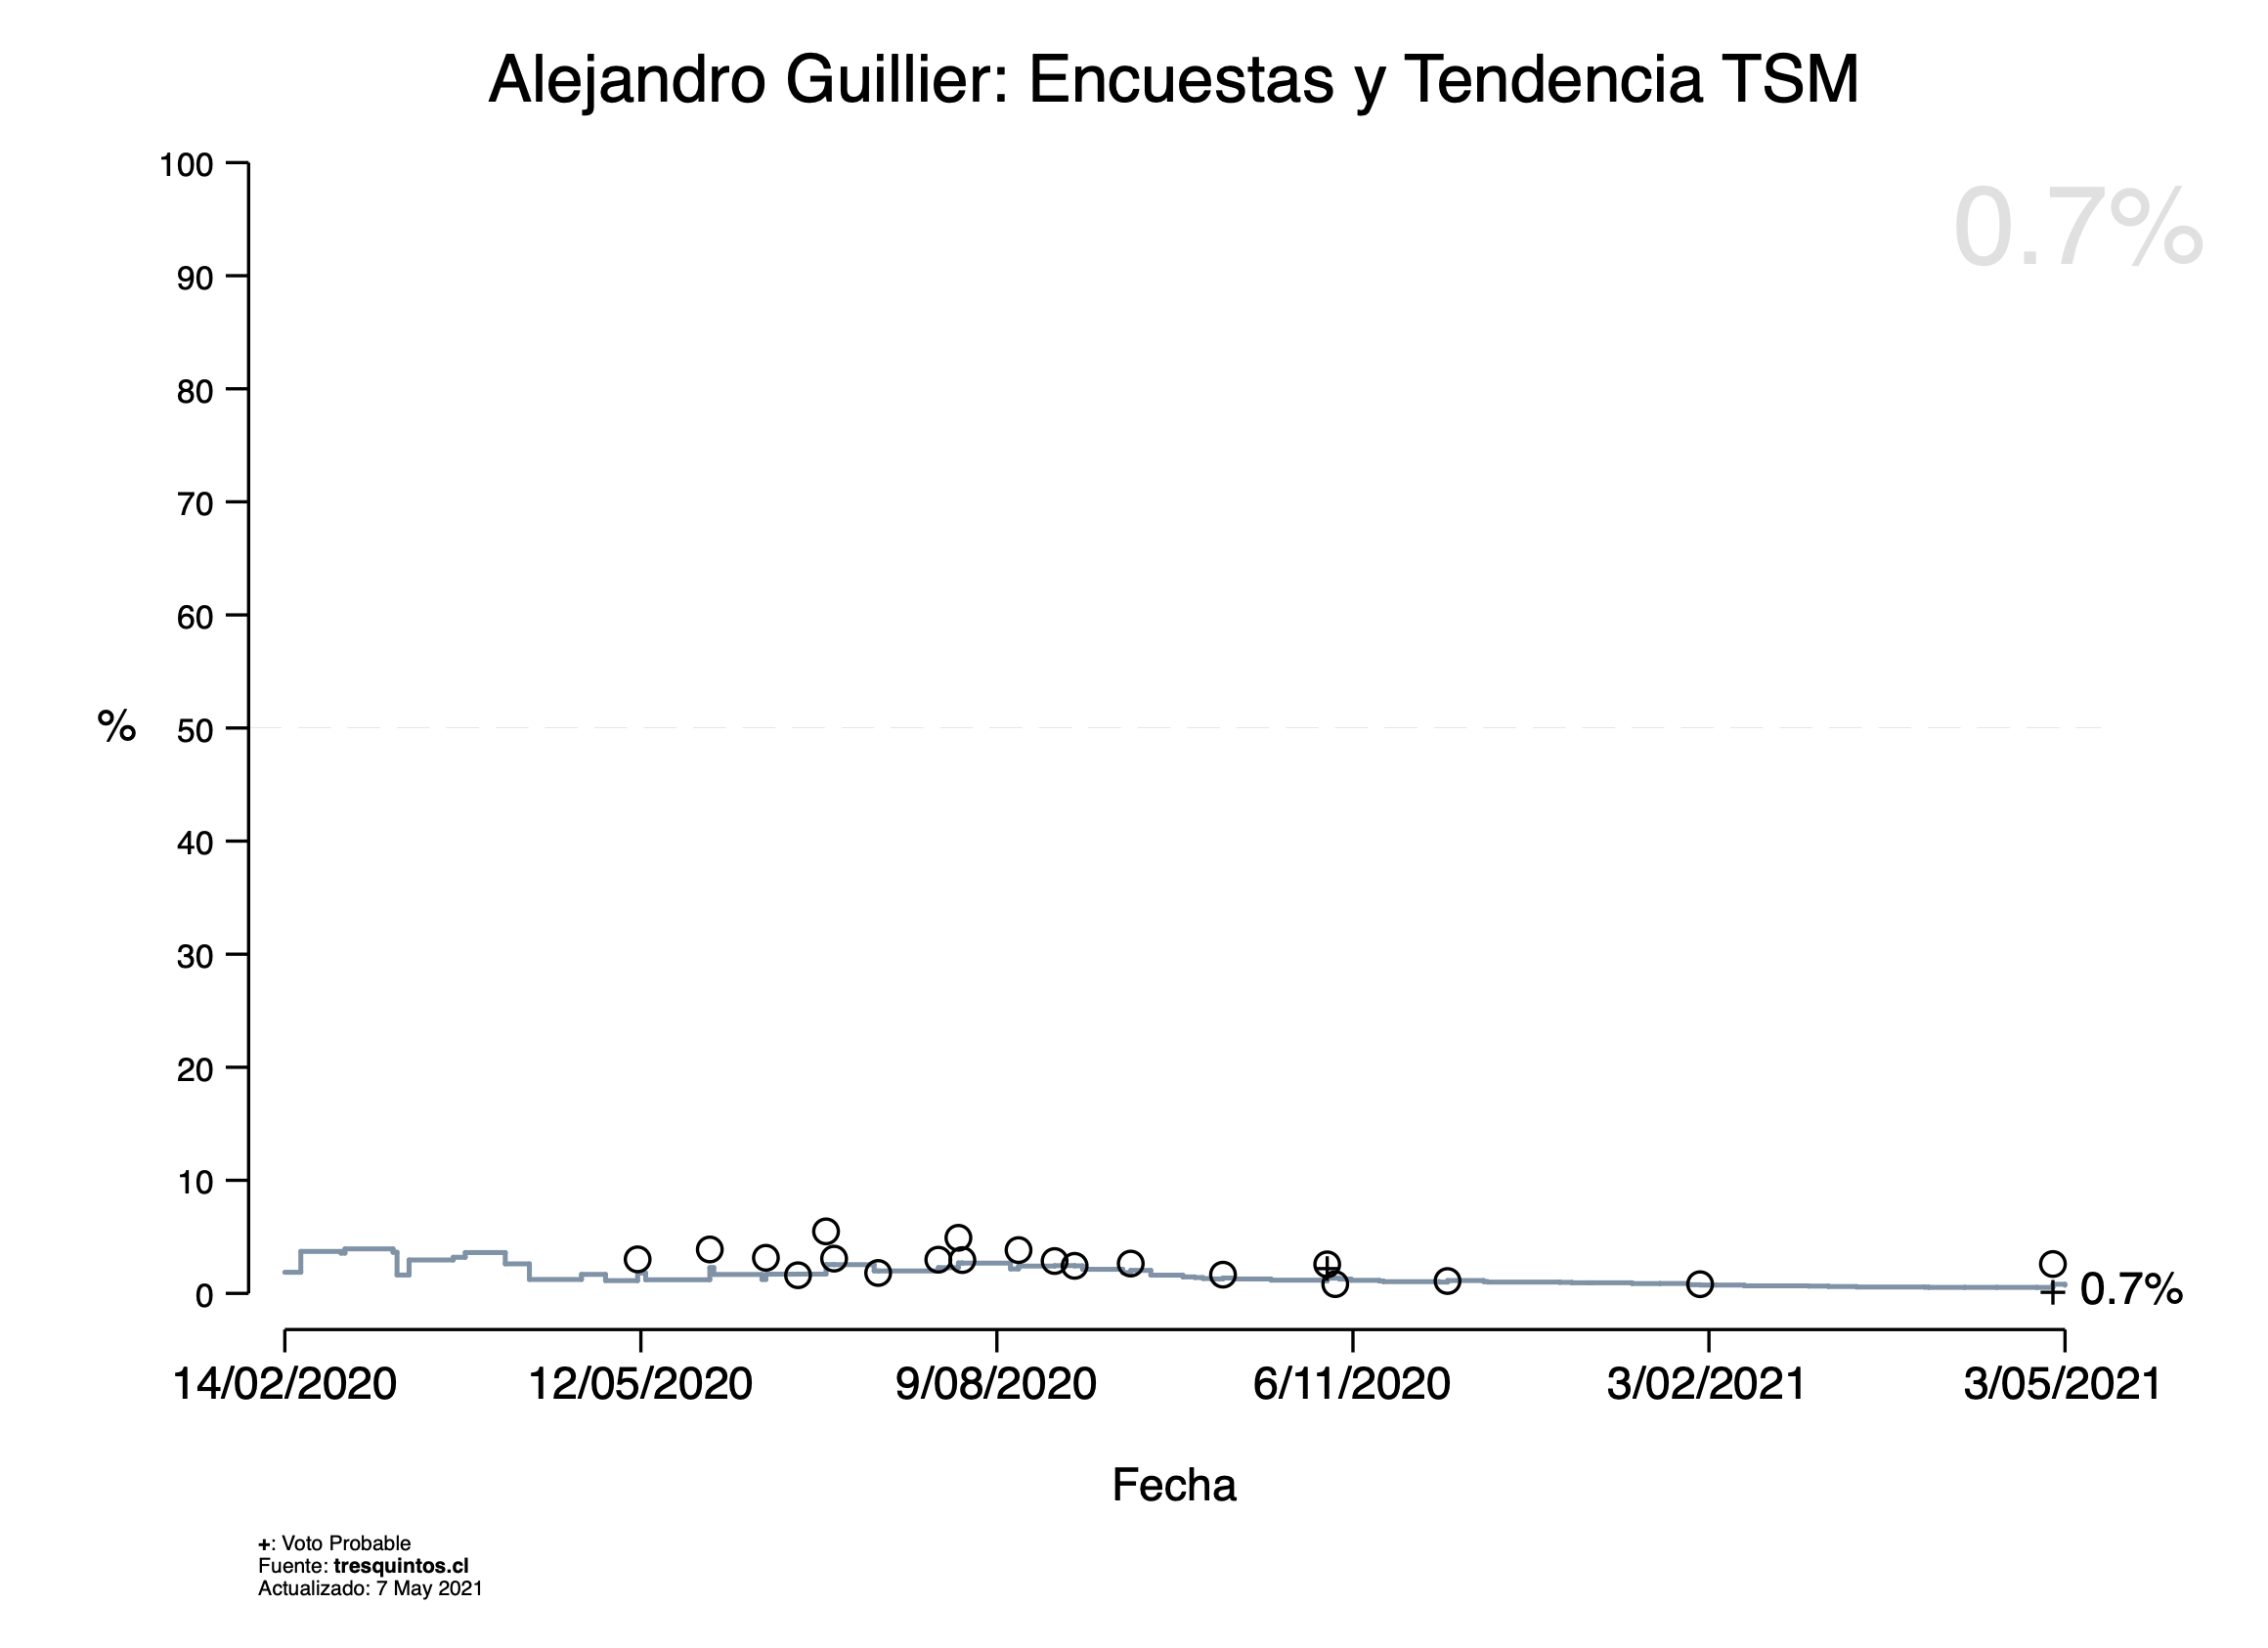 Alejandro Guillier: Encuestas y Tendencia TSM
0.7%
100
90
80
70
60
50
40
30
20
10
0
%
0.7%
14/02/2020 12/05/2020 9/08/2020 6/11/2020 3/02/2021 3/05/2021
Fecha
+: Voto Probable
Fuente: tresquintos.cl
Actualizado: 7 May 2021